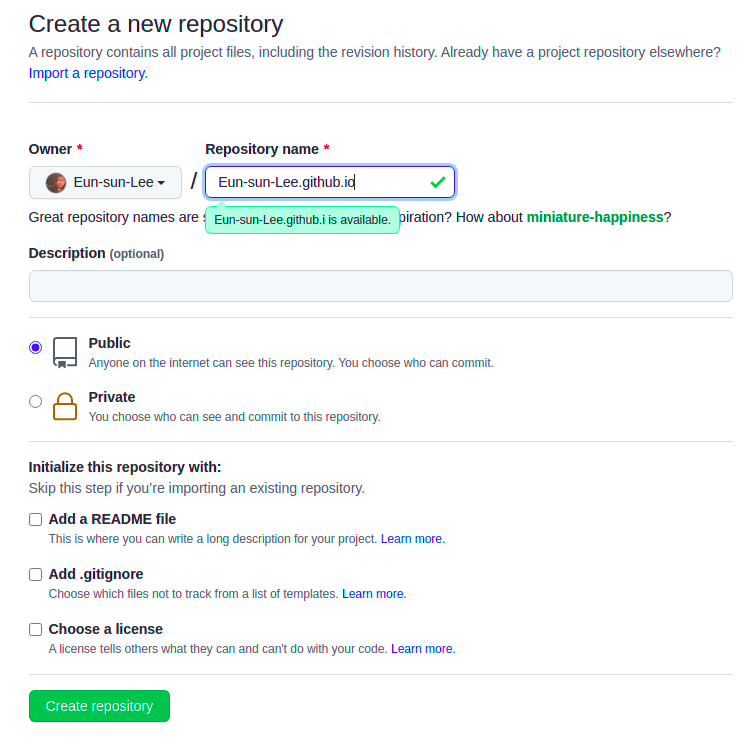 Create a new repository
A repository contains all project files, including the revision history. Already have a project repository elsewhere?
Import a repository.
Owner * Repository name *
Eun-sun-Lee / Eun-sun-Lee.github.io
Great repository names are s piration? How about miniature-happiness?
Eun-sun-Lee.github.i is available.
Description (optional)
Public
Anyone on the internet can see this repository. You choose who can commit.
Private
You choose who can see and commit to this repository.
Initialize this repository with:
Skip this step if you're importing an existing repository.
Add a README file
This is where you can write a long description for your project. Learn more.
Add .gitignore
Choose which files not to track from a list of templates. Learn more.
Choose a license
A license tells others what they can and can't do with your code. Learn more.
Create repository